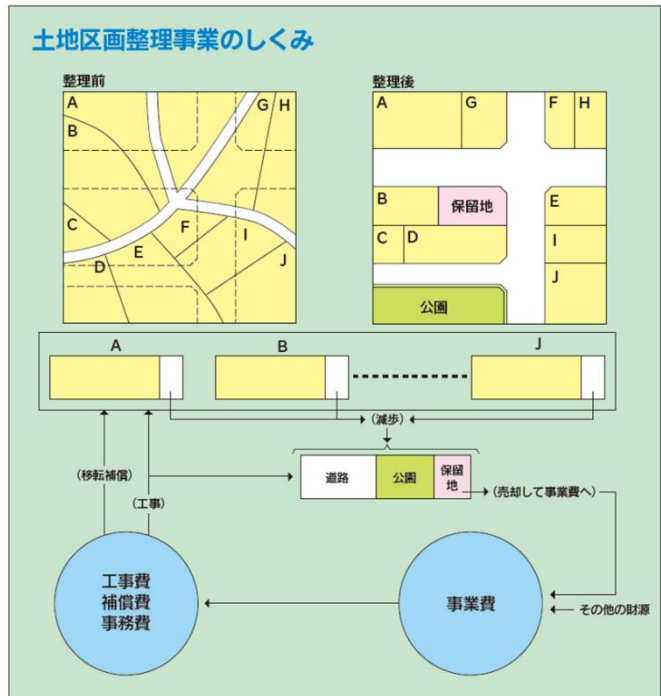 土地区画整理事業のしくみ
整理前
A
B
C
D
E
F
G
H
I
J
整理後
A
G
F
H
B
保留地
E
C
D
I
J
公園
A
B
J
(減歩)
(移転補償)
(工事)
道路
公園
保留
地
(売却して事業費へ)
工事費
補償費
事務費
事業費
その他の財源